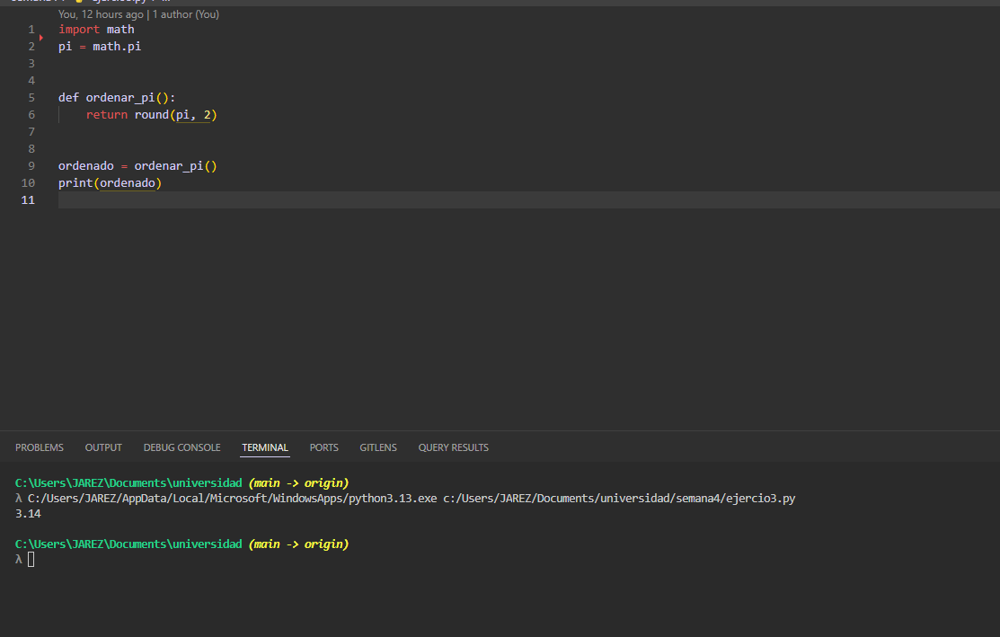 You, 12 hours ago | 1 author (You)
1 import math
2 pi = math.pi
3
4
5 def ordenar_pi():
6     return round(pi, 2)
7
8
9 ordenado = ordenar_pi()
10 print(ordenado)
11
PROBLEMS OUTPUT DEBUG CONSOLE TERMINAL PORTS GITLENS QUERY RESULTS
C:\Users\JAREZ\Documents\universidad (main -> origin)
λ C:/Users/JAREZ/AppData/Local/Microsoft/WindowsApps/python3.13.exe c:/Users/JAREZ/Documents/universidad/semana4/ejercio3.py
3.14
C:\Users\JAREZ\Documents\universidad (main -> origin)
λ